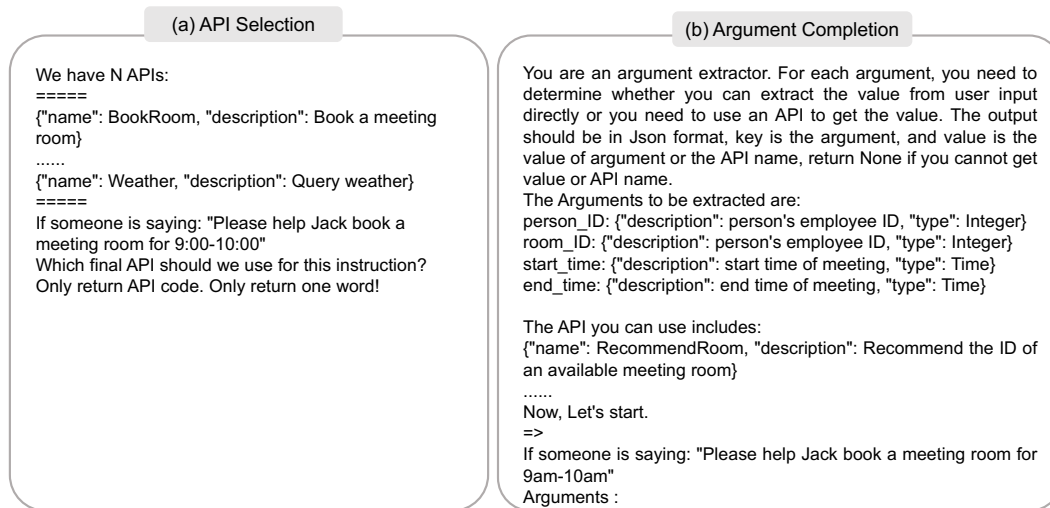 (a) API Selection
We have N APIs:
=====
{"name": BookRoom, "description": Book a meeting
room}
......
{"name": Weather, "description": Query weather}
=====
If someone is saying: "Please help Jack book a
meeting room for 9:00-10:00"
Which final API should we use for this instruction?
Only return API code. Only return one word!
(b) Argument Completion
You are an argument extractor. For each argument, you need to
determine whether you can extract the value from user input
directly or you need to use an API to get the value. The output
should be in Json format, key is the argument, and value is the
value of argument or the API name, return None if you cannot get
value or API name.
The Arguments to be extracted are:
person_ID: {"description": person's employee ID, "type": Integer}
room_ID: {"description": person's employee ID, "type": Integer}
start_time: {"description": start time of meeting, "type": Time}
end_time: {"description": end time of meeting, "type": Time}
The API you can use includes:
{"name": RecommendRoom, "description": Recommend the ID of
an available meeting room}
......
Now, Let's start.
=>
If someone is saying: "Please help Jack book a meeting room for
9am-10am"
Arguments :